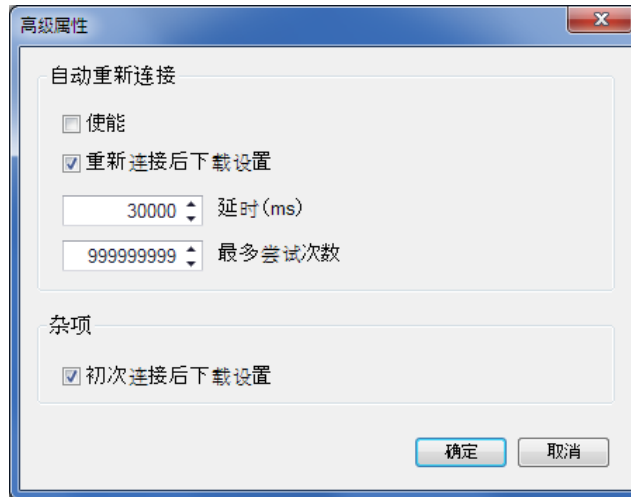 高级属性
自动重新连接
使能
重新连接后下载设置
30000 延时(ms)
999999999 最多尝试次数
杂项
初次连接后下载设置
确定 取消